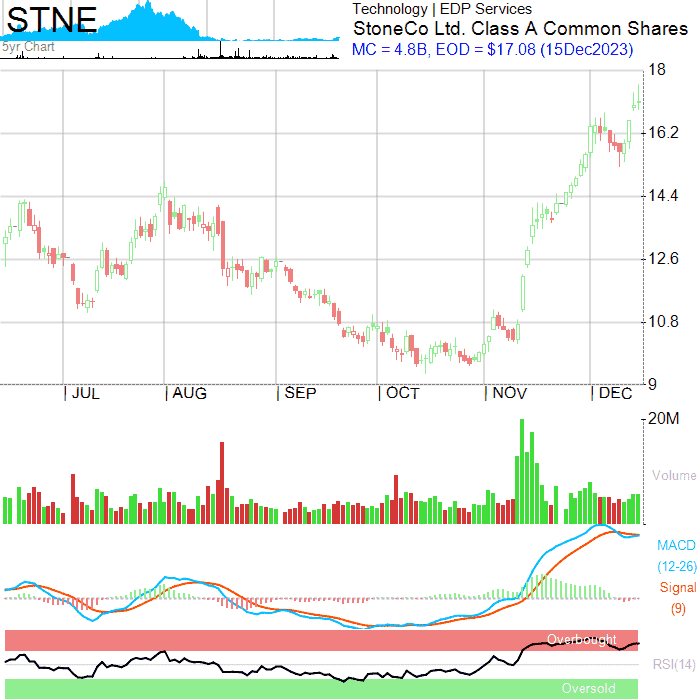 STNE
5yr Chart
Technology | EDP Services
StoneCo Ltd. Class A Common Shares
MC = 4.8B, EOD = $17.08 (15Dec2023)
18
16.2
14.4
12.6
10.8
9
JUL AUG SEP OCT NOV DEC
20M
Volume
MACD
(12-26)
Signal
(9)
Overbought
RSI(14)
Oversold